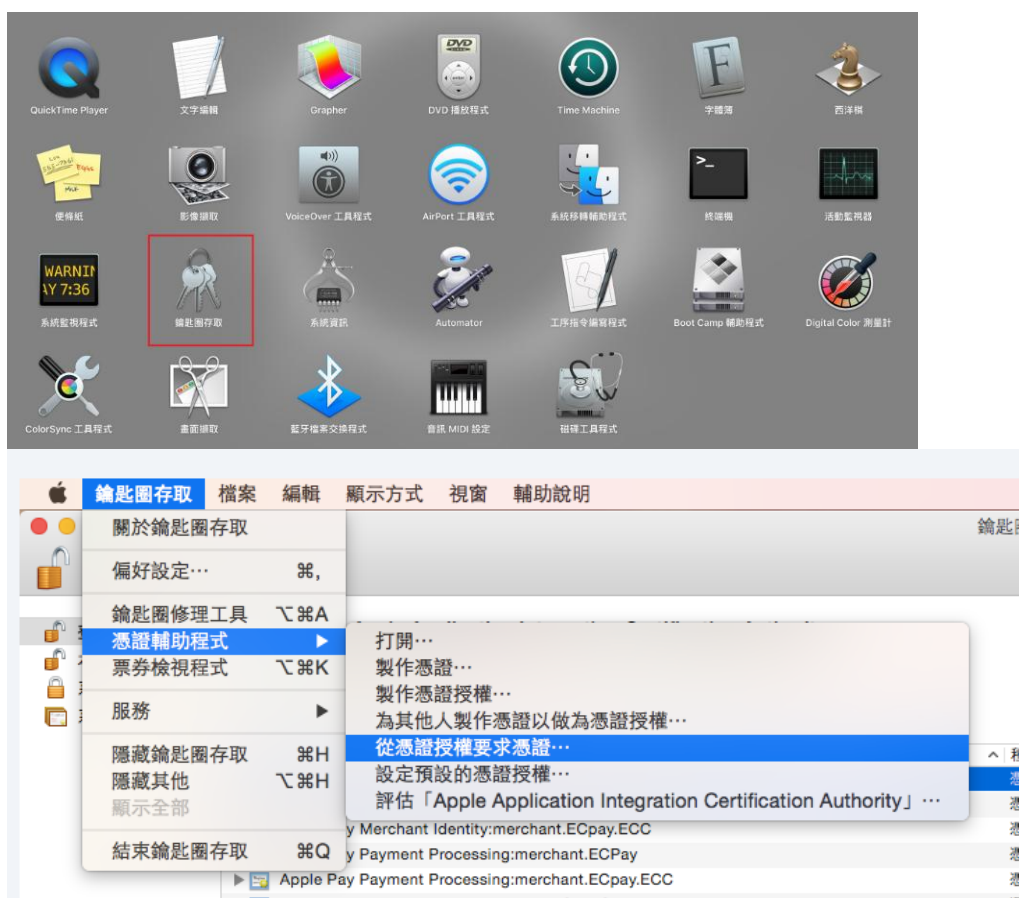 QuickTime Player
文字編輯
Grapher
DVD 播放程式
Time Machine
字體簿
西洋棋
便條紙
影像擷取
VoiceOver 工具程式
AirPort 工具程式
系統移轉輔助程式
終端機
活動監視器
WARNIN
AY 7:36
系統監視程式
鑰匙圈存取
系統資訊
Automator
工序指令編寫程式
Boot Camp 輔助程式
Digital Color 測量計
ColorSync 工具程式
畫面擷取
藍牙檔案交換程式
音訊 MIDI 設定
磁碟工具程式
鑰匙圈存取 檔案 編輯 顯示方式 視窗 輔助說明
鑰匙
關於鑰匙圈存取
偏好設定… ⌘,
鑰匙圈修理工具 ⌥⌘A
憑證輔助程式 ▶
票券檢視程式 ⌥⌘K
服務 ▶
隱藏鑰匙圈存取 ⌘H
隱藏其他 ⌥⌘H
顯示全部
結束鑰匙圈存取 ⌘Q
打開…
製作憑證…
製作憑證授權…
為其他人製作憑證以做為憑證授權…
從憑證授權要求憑證…
設定預設的憑證授權…
評估「Apple Application Integration Certification Authority」…
y Merchant Identity:merchant.ECpay.ECC
y Payment Processing:merchant.ECPay
Apple Pay Payment Processing:merchant.ECpay.ECC